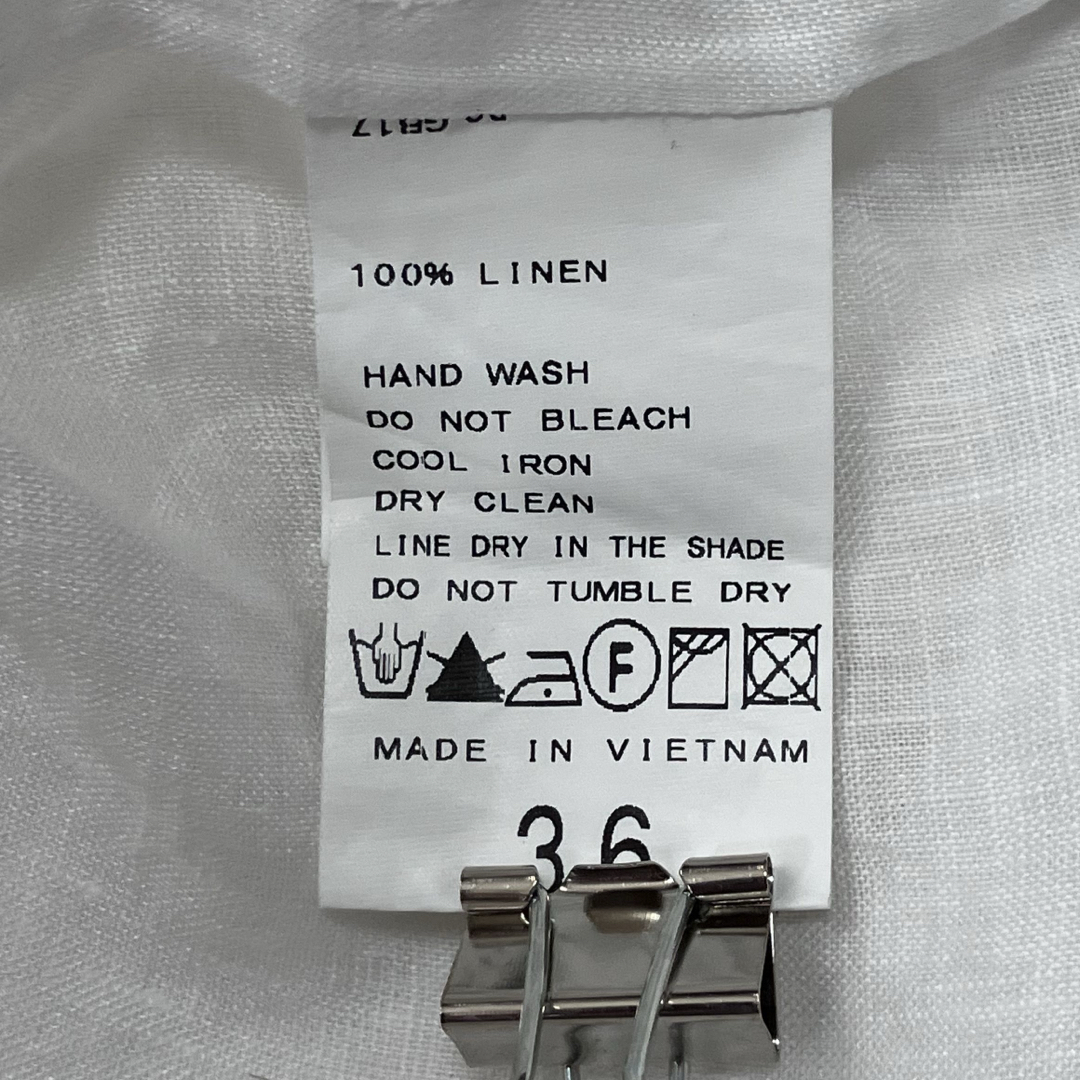 100% LINEN
HAND WASH
DO NOT BLEACH
COOL IRON
DRY CLEAN
LINE DRY IN THE SHADE
DO NOT TUMBLE DRY
F
MADE IN VIETNAM
36